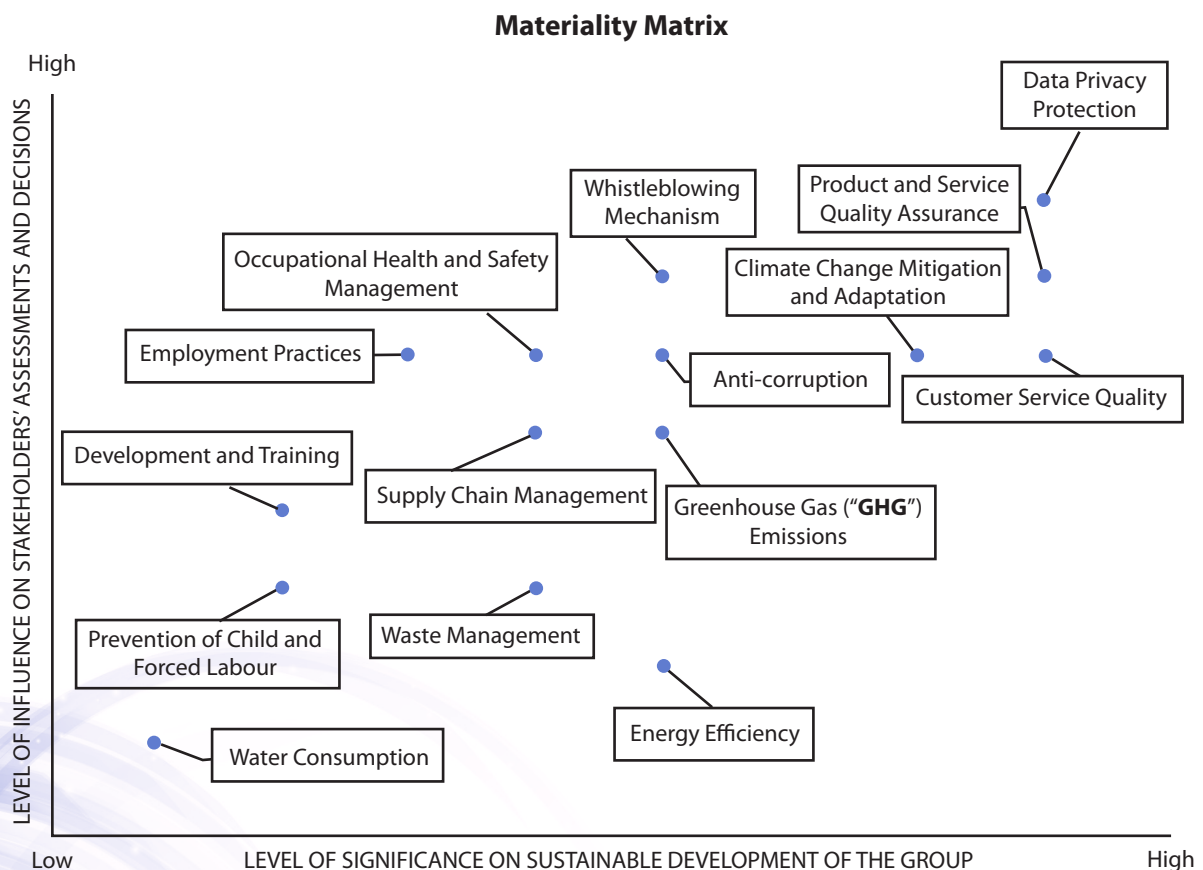 Materiality Matrix
High
LEVEL OF INFLUENCE ON STAKEHOLDERS’ ASSESSMENTS AND DECISIONS
Data Privacy
Protection
Whistleblowing
Mechanism
Product and Service
Quality Assurance
Occupational Health and Safety
Management
Climate Change Mitigation
and Adaptation
Employment Practices
Anti-corruption
Customer Service Quality
Development and Training
Supply Chain Management
Greenhouse Gas (“GHG”)
Emissions
Prevention of Child and
Forced Labour
Waste Management
Energy Efficiency
Water Consumption
Low
LEVEL OF SIGNIFICANCE ON SUSTAINABLE DEVELOPMENT OF THE GROUP
High